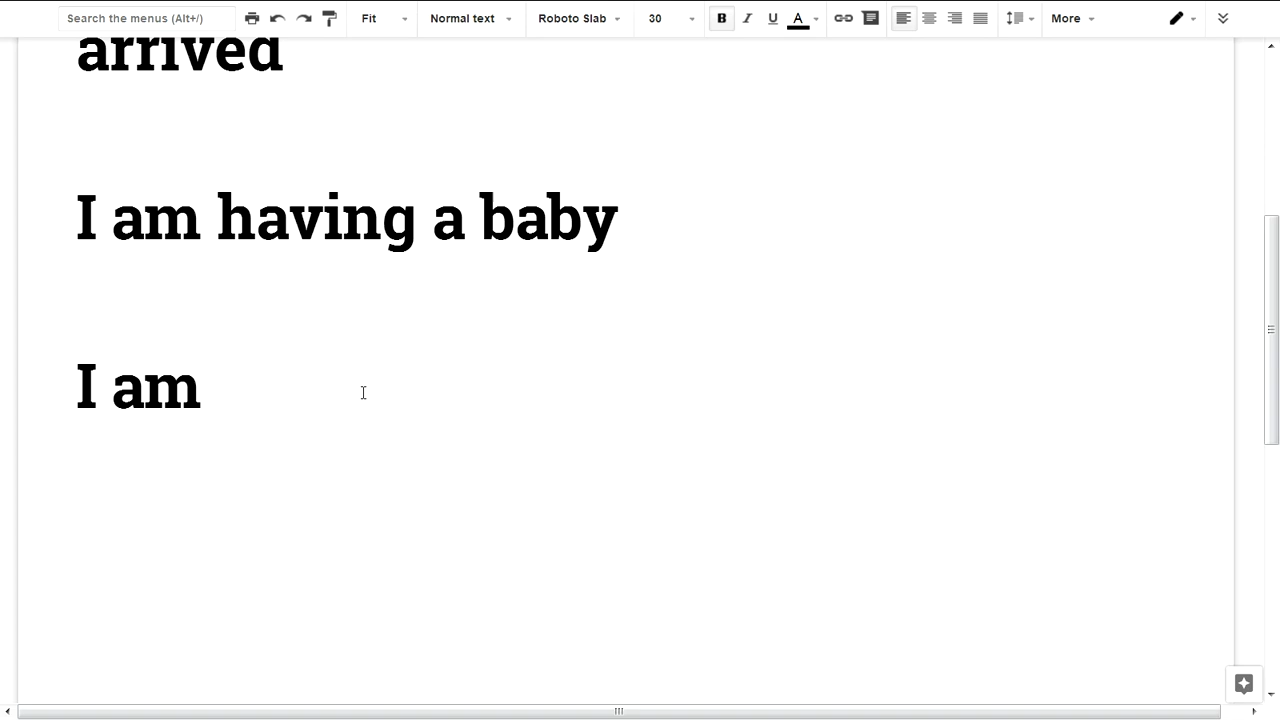 Search the menus (Alt+/) Fit Normal text Roboto Slab 30 B I U A More
arrived
I am having a baby
I am